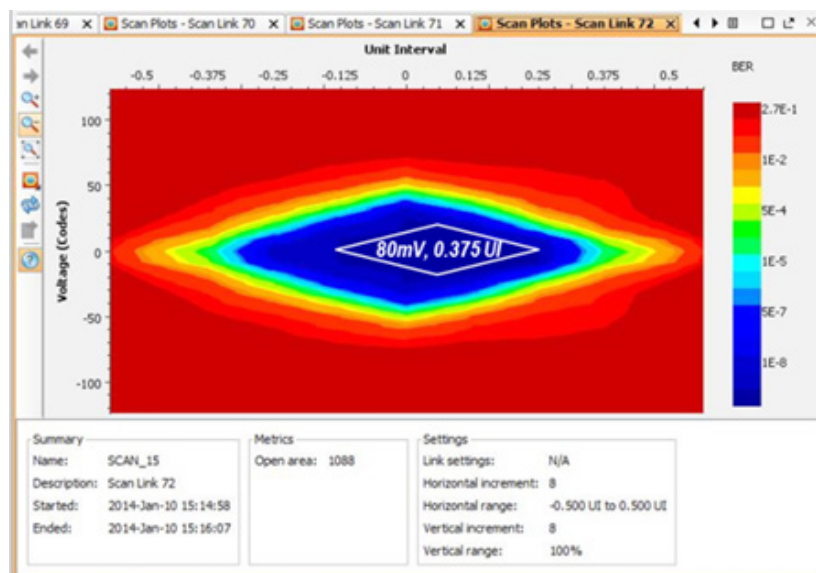 an Link 69
Scan Plots - Scan Link 70
Scan Plots - Scan Link 71
Scan Plots - Scan Link 72
Unit Interval
-0.5 -0.375 -0.25 -0.125 0 0.125 0.25 0.375 0.5
BER
Voltage (Codes)
100
50
0
-50
-100
80mV, 0.375 UI
2.7E-1
1E-2
5E-4
1E-5
5E-7
1E-8
Summary
Name: SCAN_15
Description: Scan Link 72
Started: 2014-Jan-10 15:14:58
Ended: 2014-Jan-10 15:16:07
Metrics
Open area: 1088
Settings
Link settings: N/A
Horizontal increment: 8
Horizontal range: -0.500 UI to 0.500 UI
Vertical increment: 8
Vertical range: 100%